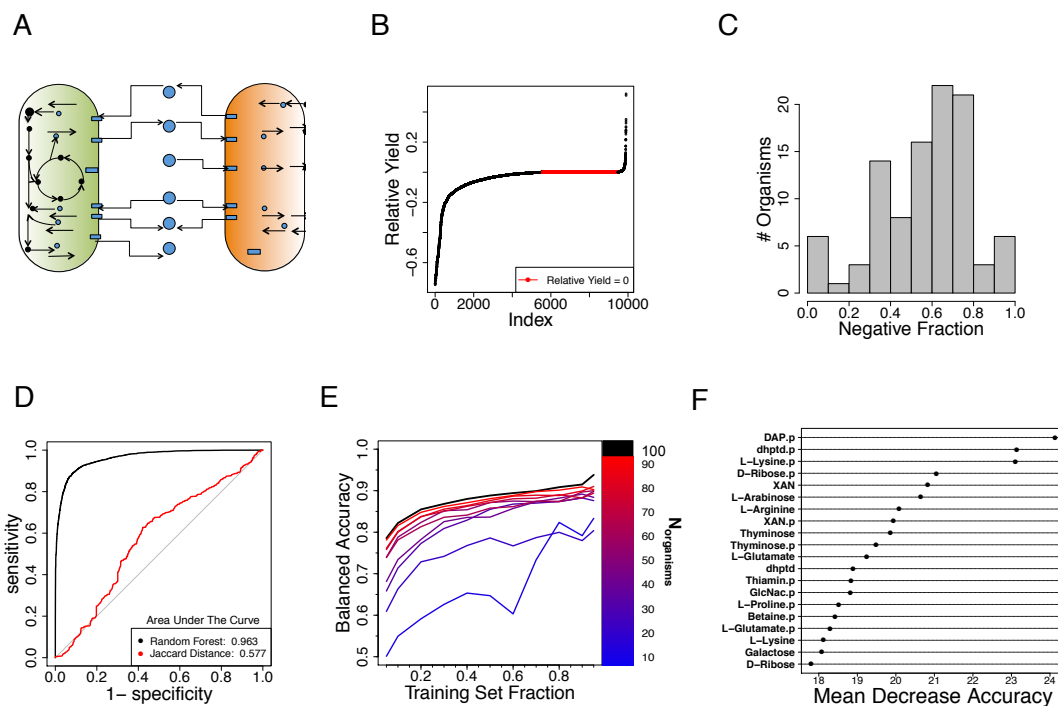 A
B
C
Relative Yield
0.2
−0.2
−0.6
0
2000
6000
10000
Index
Relative Yield = 0
# Organisms
20
15
10
5
0
0.0
0.2
0.4
0.6
0.8
1.0
Negative Fraction
D
E
F
sensitivity
1.0
0.8
0.6
0.4
0.2
0.0
0.0
0.2
0.4
0.6
0.8
1.0
1− specificity
Area Under The Curve
Random Forest: 0.963
Jaccard Distance: 0.577
Balanced Accuracy
1.0
0.9
0.8
0.7
0.6
0.5
0.2
0.4
0.6
0.8
Training Set Fraction
100
90
80
70
60
50
40
30
20
10
Norganisms
DAP.p
dhptd.p
L−Lysine.p
D−Ribose.p
XAN
L−Arabinose
L−Arginine
XAN.p
Thyminose
Thyminose.p
L−Glutamate
dhptd
Thiamin.p
GlcNac.p
L−Proline.p
Betaine.p
L−Glutamate.p
L−Lysine
Galactose
D−Ribose
18
19
20
21
22
23
24
Mean Decrease Accuracy